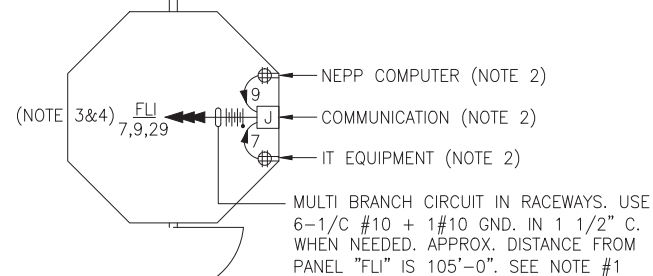 NEPP COMPUTER (NOTE 2)
9
(NOTE 3&4) FLI
7,9,29
J
COMMUNICATION (NOTE 2)
7
IT EQUIPMENT (NOTE 2)
MULTI BRANCH CIRCUIT IN RACEWAYS. USE
6-1/C #10 + 1#10 GND. IN 1 1/2" C.
WHEN NEEDED. APPROX. DISTANCE FROM
PANEL "FLI" IS 105'-0". SEE NOTE #1